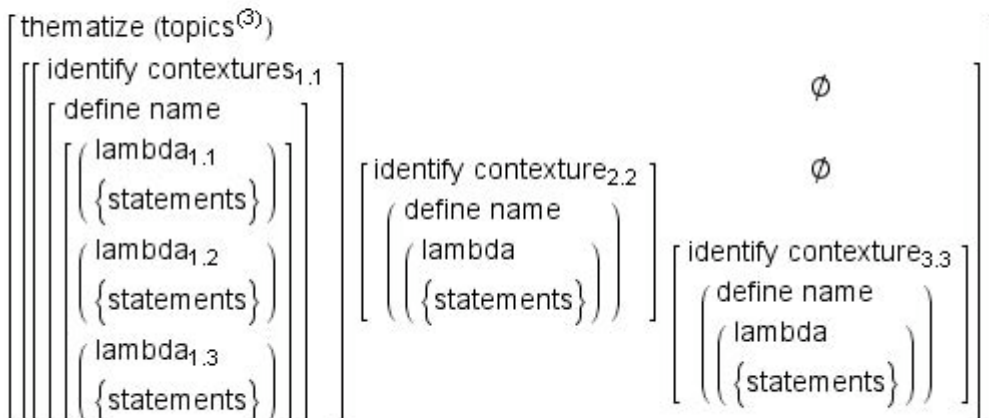 thematize (topics⁽³⁾)
identify contextures₁.₁
define name
lambda₁.₁
{statements}
lambda₁.₂
{statements}
lambda₁.₃
{statements}
identify contexture₂.₂
define name
lambda
{statements}
∅
∅
identify contexture₃.₃
define name
lambda
{statements}